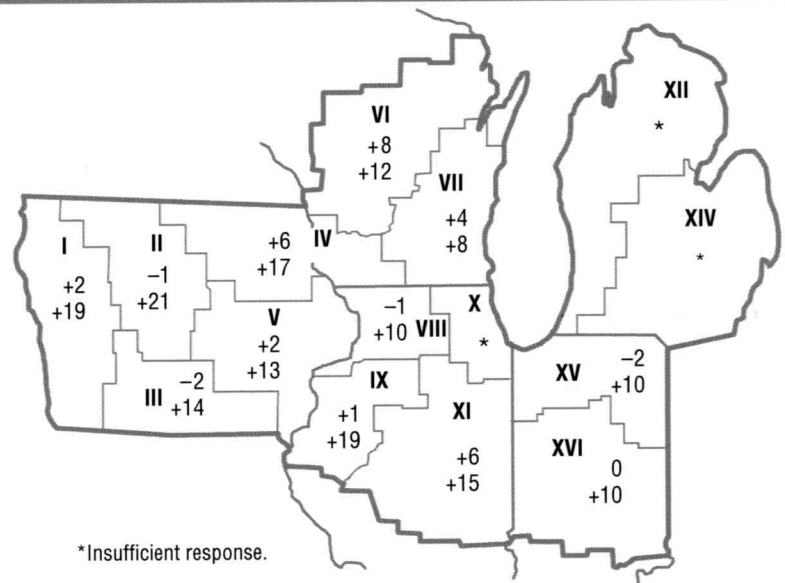 XII
*
VI
+8
+12
VII
+4
+8
XIV
*
I
+2
+19
II
–1
+21
+6
+17
IV
V
+2
+13
III
–2
+14
–1
+10
VIII
X
*
IX
+1
+19
XI
+6
+15
XV
–2
+10
XVI
0
+10
*Insufficient response.